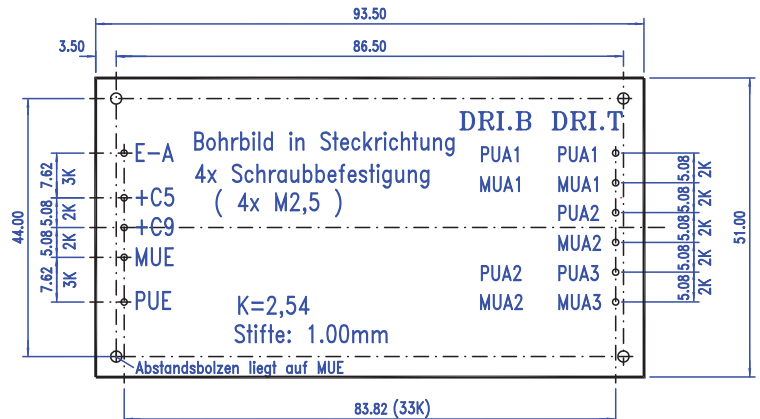 93.50
3.50
86.50
DRI.B DRI.T
E-A
Bohrbild in Steckrichtung
PUA1 PUA1
4x Schraubbefestigung
MUA1 MUA1
+C5
( 4x M2,5 )
PUA2
+C9
MUA2
MUE
PUA2 PUA3
PUE
K=2,54
MUA2 MUA3
Stifte: 1.00mm
Abstandsbolzen liegt auf MUE
44.00
7.62
3K
5.08
2K
5.08
2K
7.62
3K
5.08
2K
5.08
2K
5.08
2K
5.08
2K
5.08
2K
51.00
83.82 (33K)